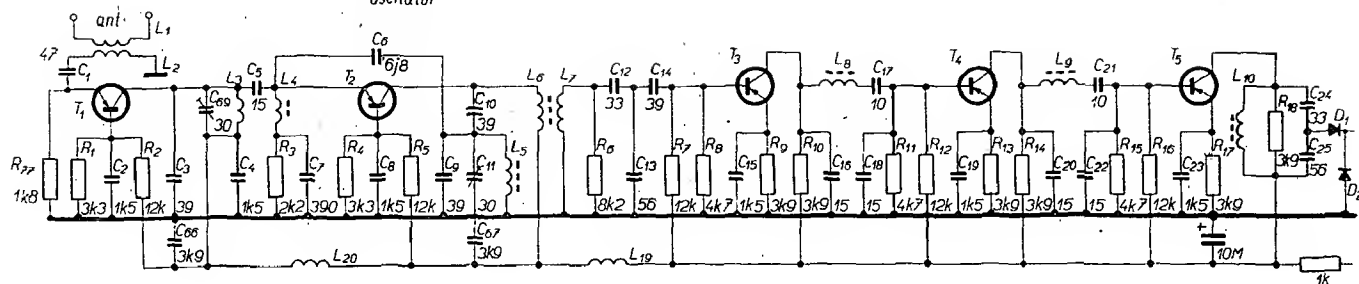 oscilátor
ant.
L1
47
C1
L2
T1
C69
30
L3
C5
15
L4
C6
6j8
T2
C10
39
L6
L7
C12
33
C14
39
T3
L8
C17
10
T4
L9
C21
10
T5
L10
R18
3k9
C24
33
D1
C25
56
R77
1k8
R1
3k3
C2
1k5
R2
12k
C3
39
C4
1k5
R3
2k2
C7
390
R4
3k3
C8
1k5
R5
12k
C9
39
C11
30
L5
R6
8k2
C13
56
R7
12k
R8
4k7
C15
1k5
R9
3k9
R10
3k9
C16
15
C18
15
R11
4k7
R12
12k
C19
1k5
R13
3k9
R14
3k9
C20
15
C22
15
R15
4k7
R16
12k
C23
1k5
R17
3k9
C66
3k9
L20
C67
3k9
L19
+
10M
1k